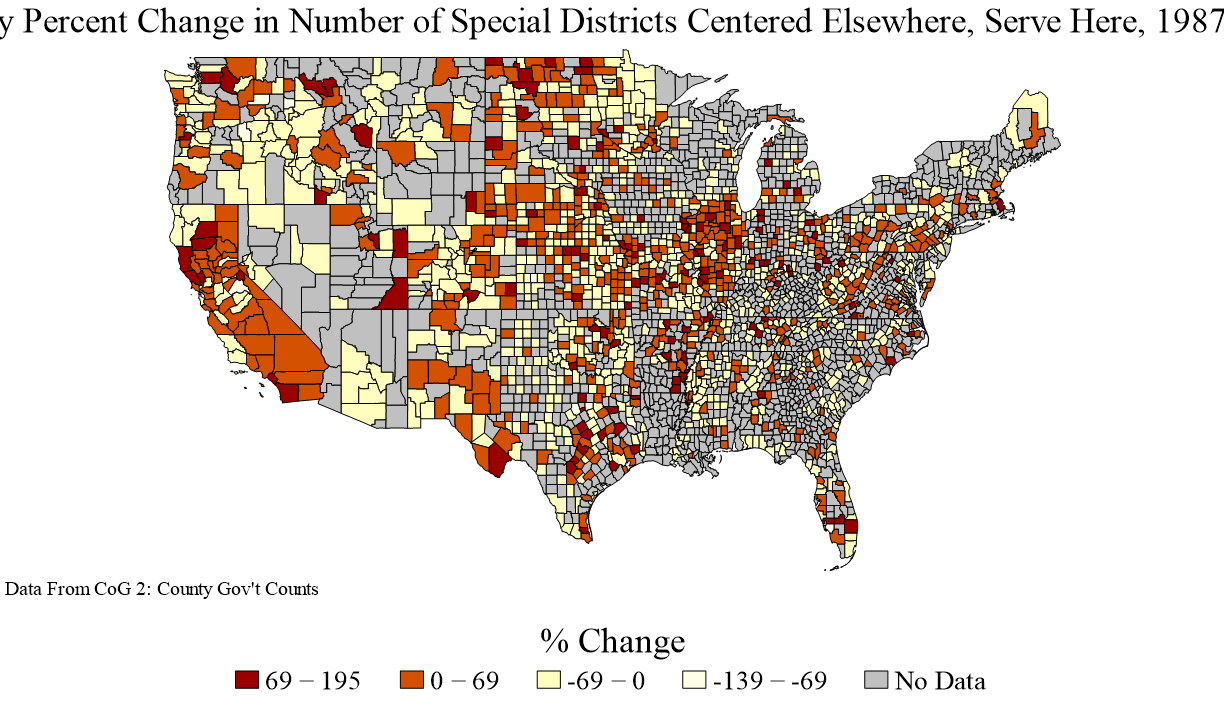 y Percent Change in Number of Special Districts Centered Elsewhere, Serve Here, 1987
Data From CoG 2: County Gov't Counts
% Change
69 − 195
0 − 69
-69 − 0
-139 − -69
No Data